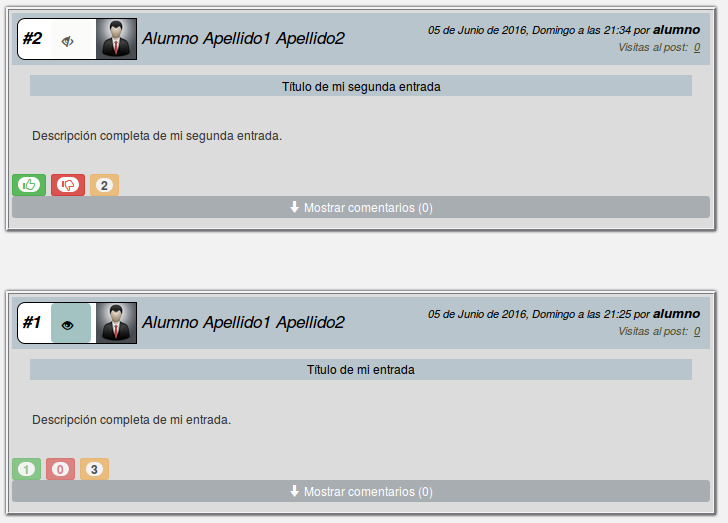 #2 Alumno Apellido1 Apellido2 05 de Junio de 2016, Domingo a las 21:34 por alumno
Visitas al post: 0
Título de mi segunda entrada
Descripción completa de mi segunda entrada.
2
Mostrar comentarios (0)
#1 Alumno Apellido1 Apellido2 05 de Junio de 2016, Domingo a las 21:25 por alumno
Visitas al post: 0
Título de mi entrada
Descripción completa de mi entrada.
1 0 3
Mostrar comentarios (0)